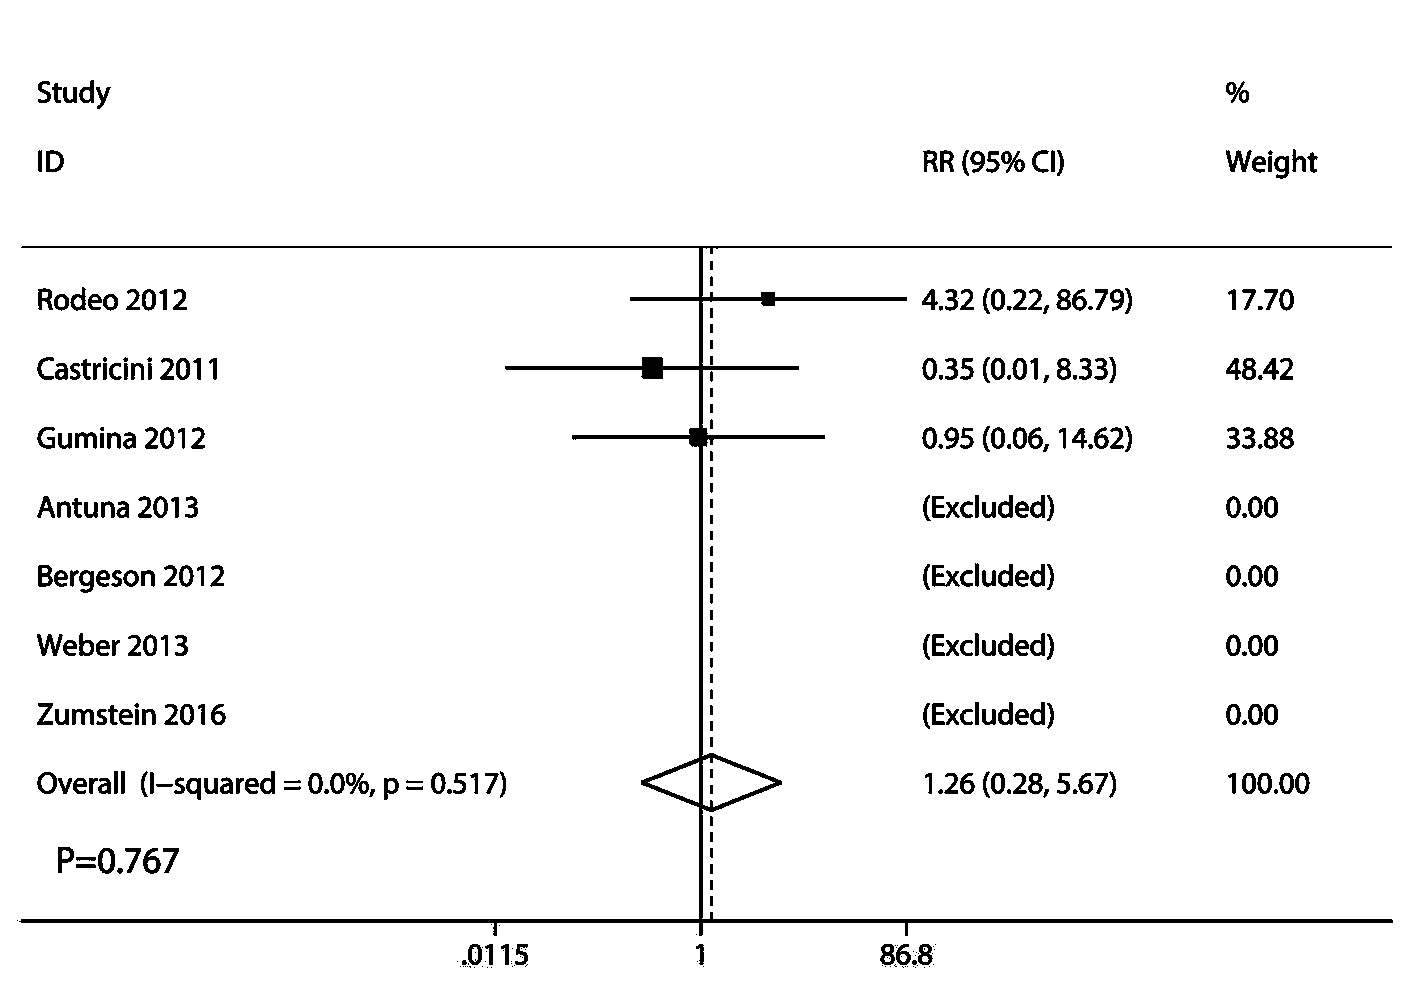 Study %
ID RR (95% CI) Weight
Rodeo 2012 4.32 (0.22, 86.79) 17.70
Castricini 2011 0.35 (0.01, 8.33) 48.42
Gumina 2012 0.95 (0.06, 14.62) 33.88
Antuna 2013 (Excluded) 0.00
Bergeson 2012 (Excluded) 0.00
Weber 2013 (Excluded) 0.00
Zumstein 2016 (Excluded) 0.00
Overall (I−squared = 0.0%, p = 0.517) 1.26 (0.28, 5.67) 100.00
P=0.767
.0115 1 86.8